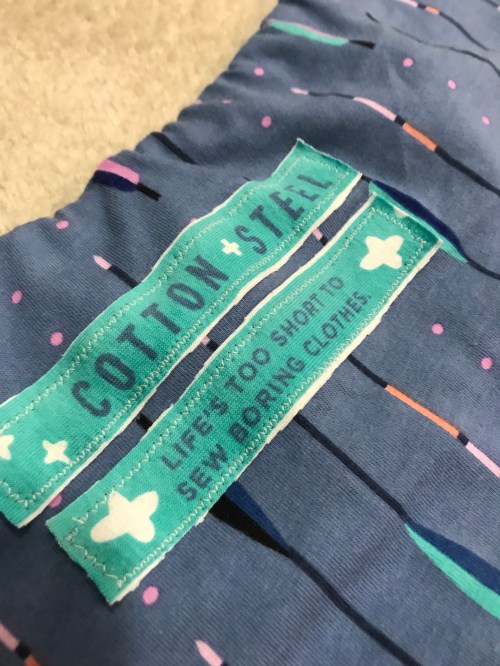 COTTON + STEEL
LIFE'S TOO SHORT TO
SEW BORING CLOTHES.